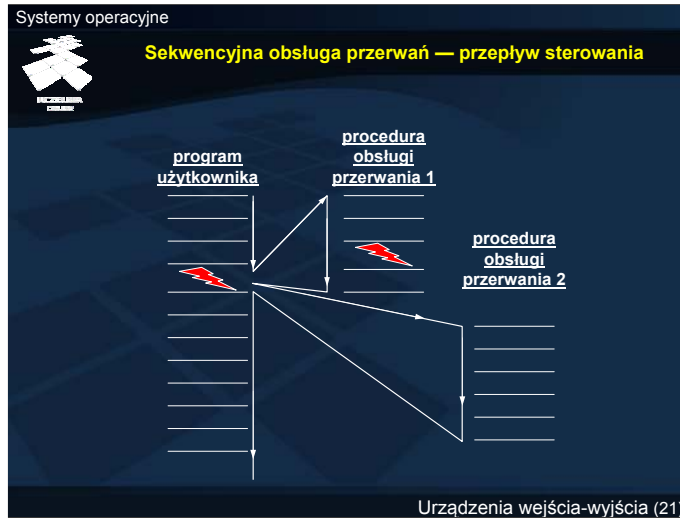 Systemy operacyjne
Sekwencyjna obsługa przerwań — przepływ sterowania
program
użytkownika
procedura
obsługi
przerwania 1
procedura
obsługi
przerwania 2
Urządzenia wejścia-wyjścia (21)